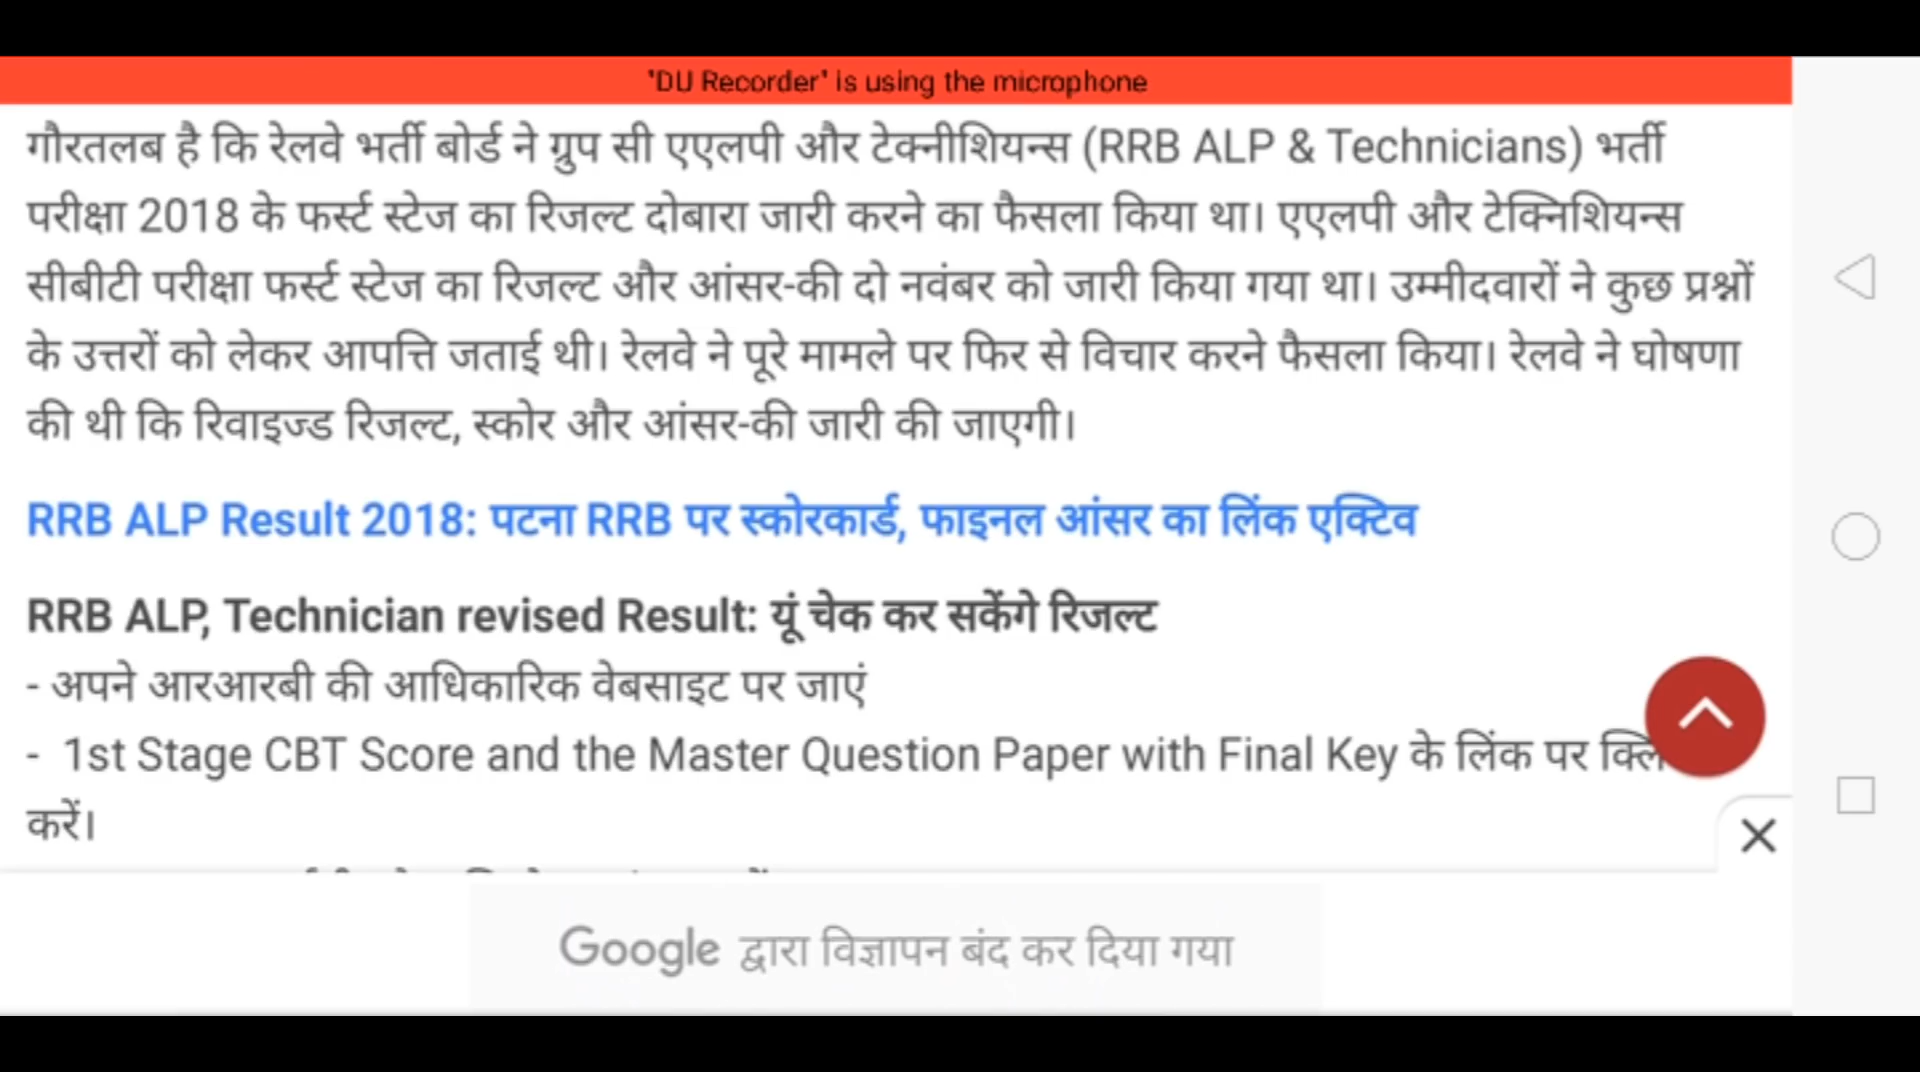 'DU Recorder' is using the microphone
गौरतलब है कि रेलवे भर्ती बोर्ड ने ग्रुप सी एएलपी और टेक्नीशियन्स (RRB ALP & Technicians) भर्ती
परीक्षा 2018 के फर्स्ट स्टेज का रिजल्ट दोबारा जारी करने का फैसला किया था। एएलपी और टेक्निशियन्स
सीबीटी परीक्षा फर्स्ट स्टेज का रिजल्ट और आंसर-की दो नवंबर को जारी किया गया था। उम्मीदवारों ने कुछ प्रश्नों
के उत्तरों को लेकर आपत्ति जताई थी। रेलवे ने पूरे मामले पर फिर से विचार करने फैसला किया। रेलवे ने घोषणा
की थी कि रिवाइज्ड रिजल्ट, स्कोर और आंसर-की जारी की जाएगी।
RRB ALP Result 2018: पटना RRB पर स्कोरकार्ड, फाइनल आंसर का लिंक एक्टिव
RRB ALP, Technician revised Result: यूं चेक कर सकेंगे रिजल्ट
- अपने आरआरबी की आधिकारिक वेबसाइट पर जाएं
- 1st Stage CBT Score and the Master Question Paper with Final Key के लिंक पर
करें।
Google द्वारा विज्ञापन बंद कर दिया गया